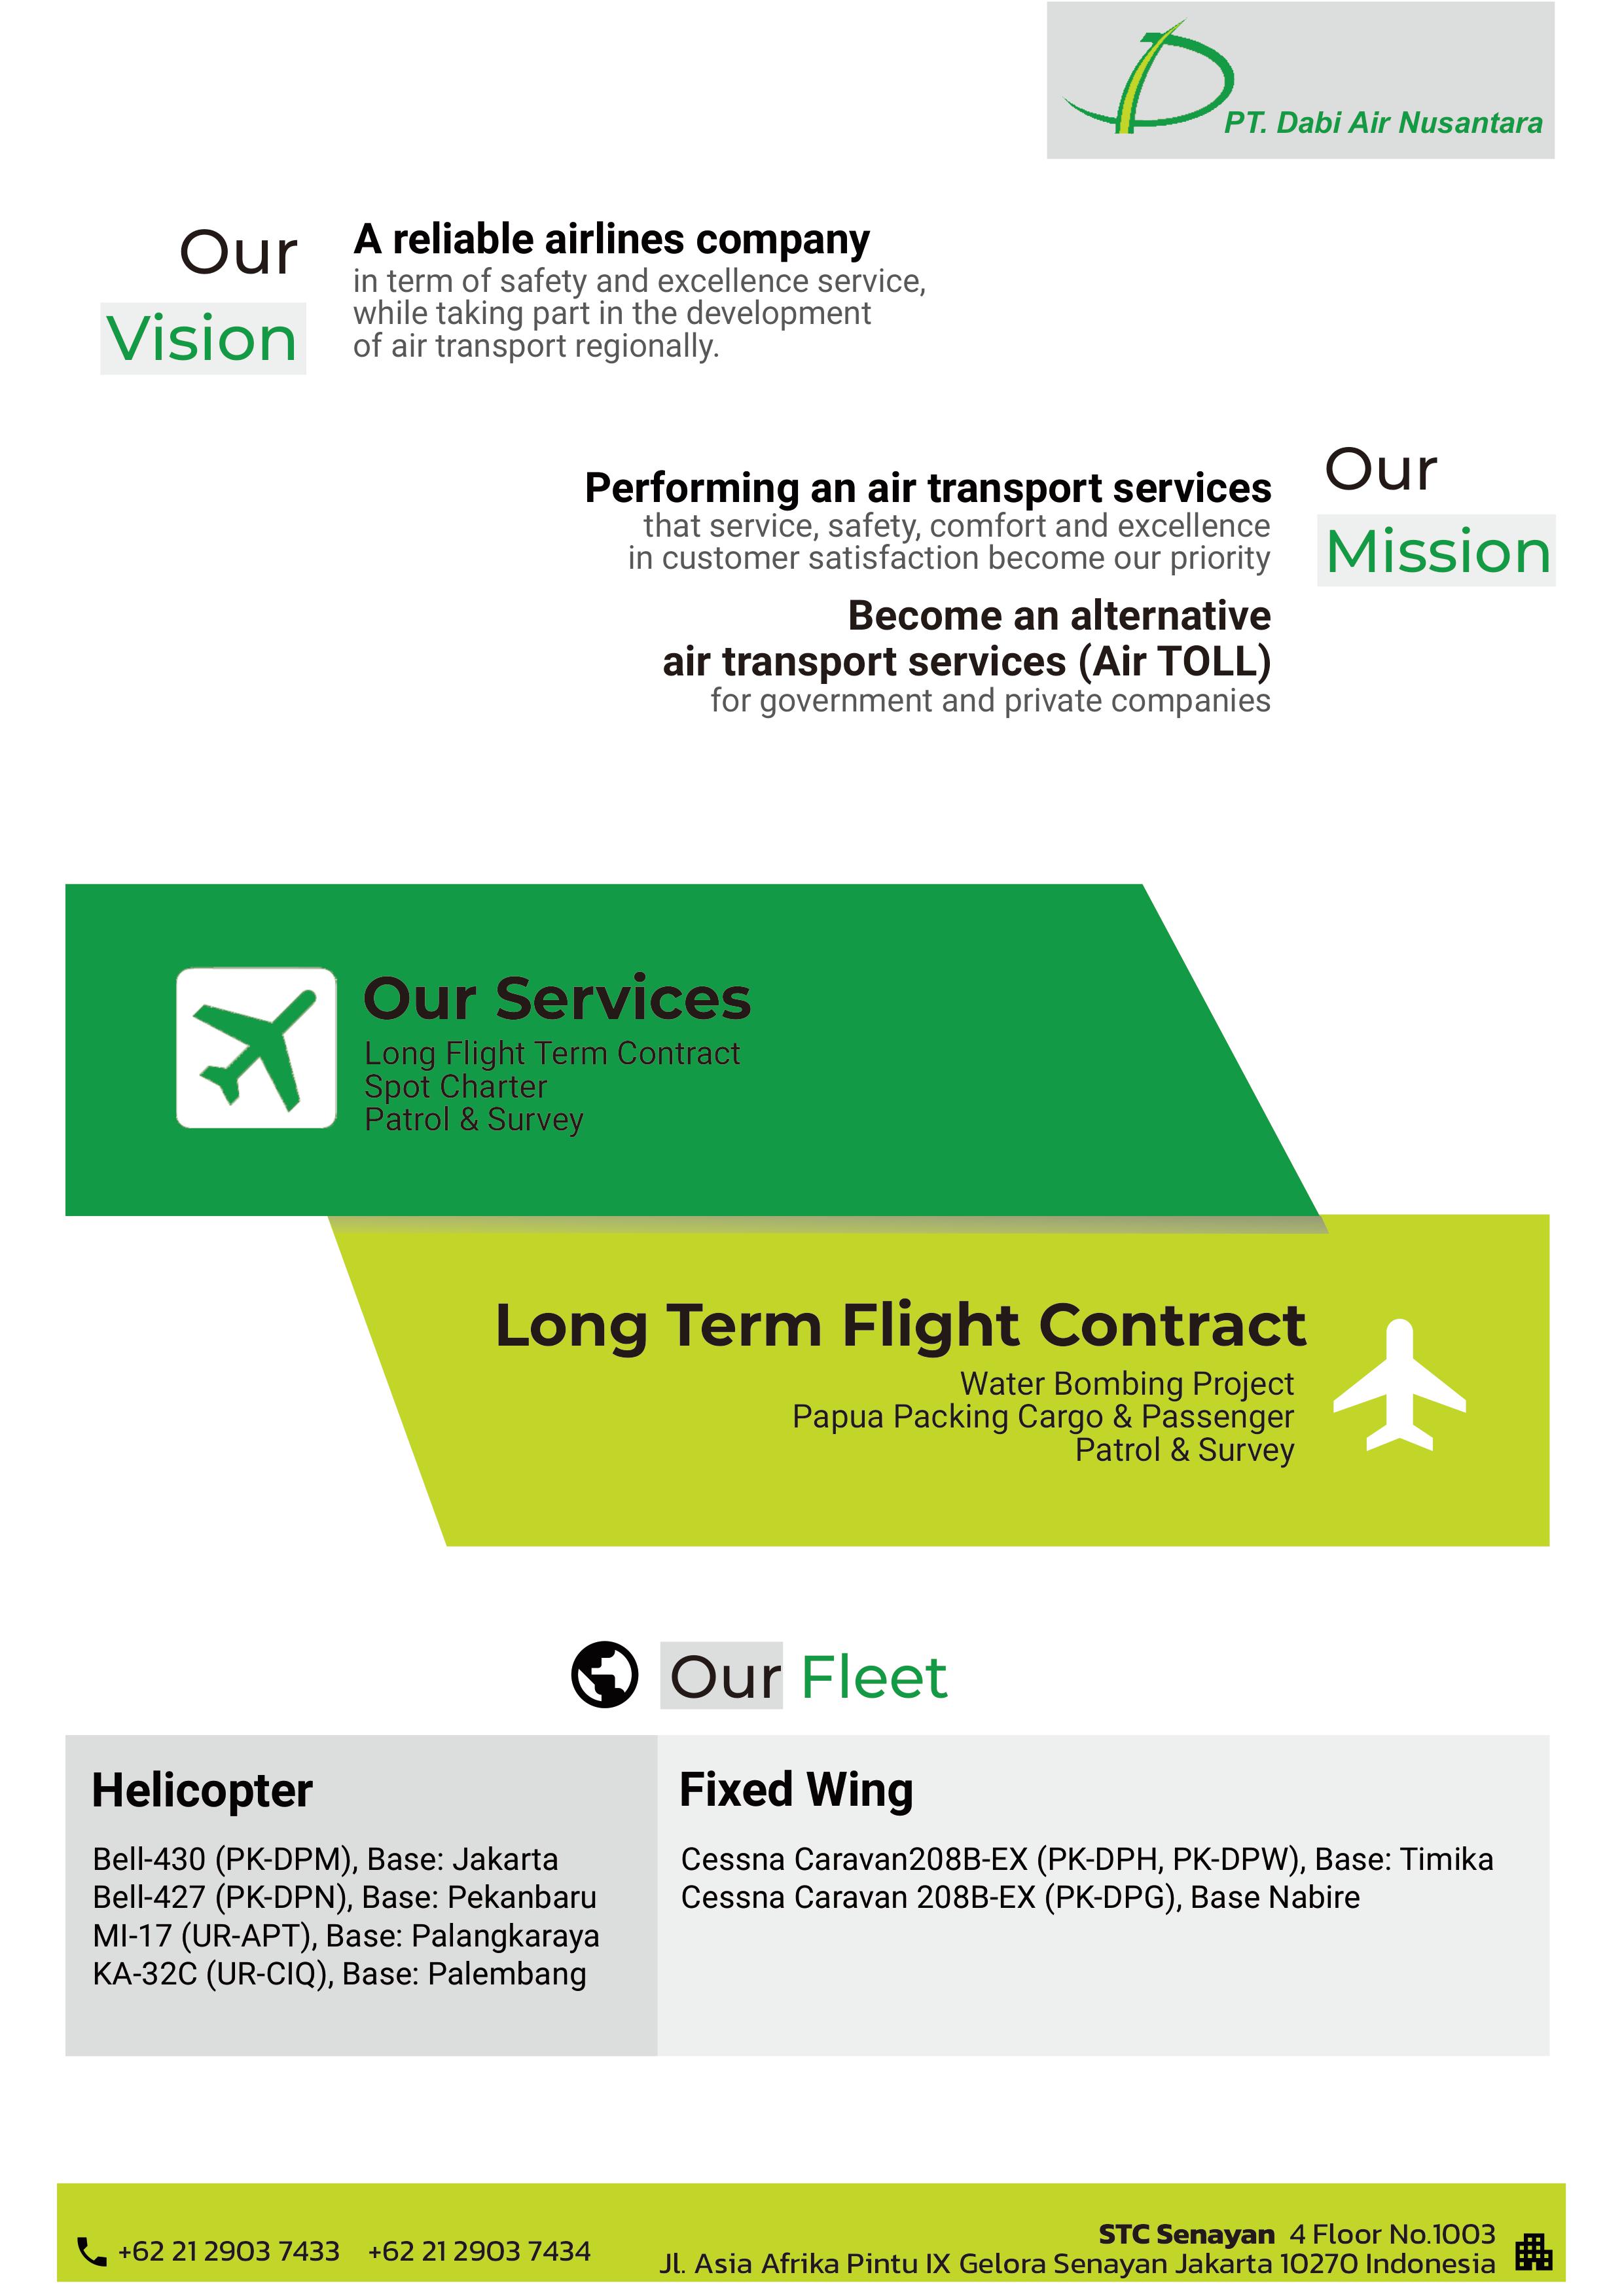 PT. Dabi Air Nusantara
Our
Vision
A reliable airlines company
in term of safety and excellence service,
while taking part in the development
of air transport regionally.
Our
Mission
Performing an air transport services
that service, safety, comfort and excellence
in customer satisfaction become our priority
Become an alternative
air transport services (Air TOLL)
for government and private companies
Our Services
Long Flight Term Contract
Spot Charter
Patrol & Survey
Long Term Flight Contract
Water Bombing Project
Papua Packing Cargo & Passenger
Patrol & Survey
Our Fleet
Helicopter
Bell-430 (PK-DPM), Base: Jakarta
Bell-427 (PK-DPN), Base: Pekanbaru
MI-17 (UR-APT), Base: Palangkaraya
KA-32C (UR-CIQ), Base: Palembang
Fixed Wing
Cessna Caravan208B-EX (PK-DPH, PK-DPW), Base: Timika
Cessna Caravan 208B-EX (PK-DPG), Base Nabire
+62 21 2903 7433 +62 21 2903 7434
STC Senayan 4 Floor No.1003
Jl. Asia Afrika Pintu IX Gelora Senayan Jakarta 10270 Indonesia